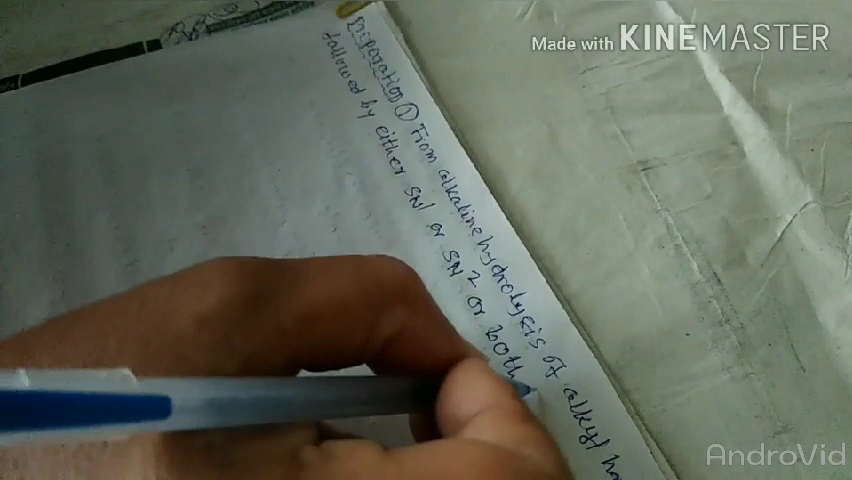 Made with KINEMASTER
Preparation ① From alkaline hydrolysis of alkyl ha
followed by either SN1 or SN2 or both
AndroVid